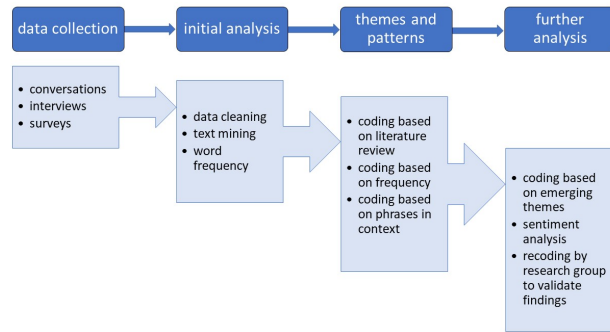 data collection
initial analysis
themes and
patterns
further
analysis
• conversations
• interviews
• surveys
• data cleaning
• text mining
• word
frequency
• coding based
on literature
review
• coding based
on frequency
• coding based
on phrases in
context
• coding based
on emerging
themes
• sentiment
analysis
• recoding by
research group
to validate
findings